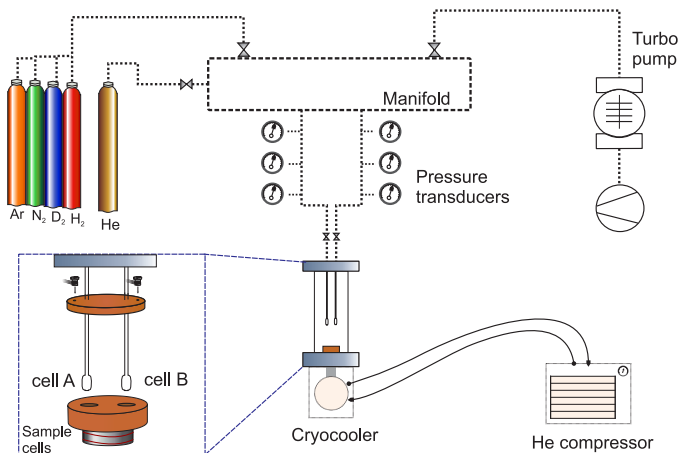 Turbo
pump
Manifold
Pressure
transducers
Ar N₂ D₂ H₂ He
cell A cell B
Sample
cells
Cryocooler
He compressor